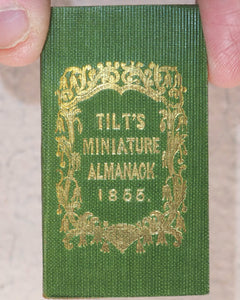 TILT'S
MINIATURE
ALMANACK
1855.